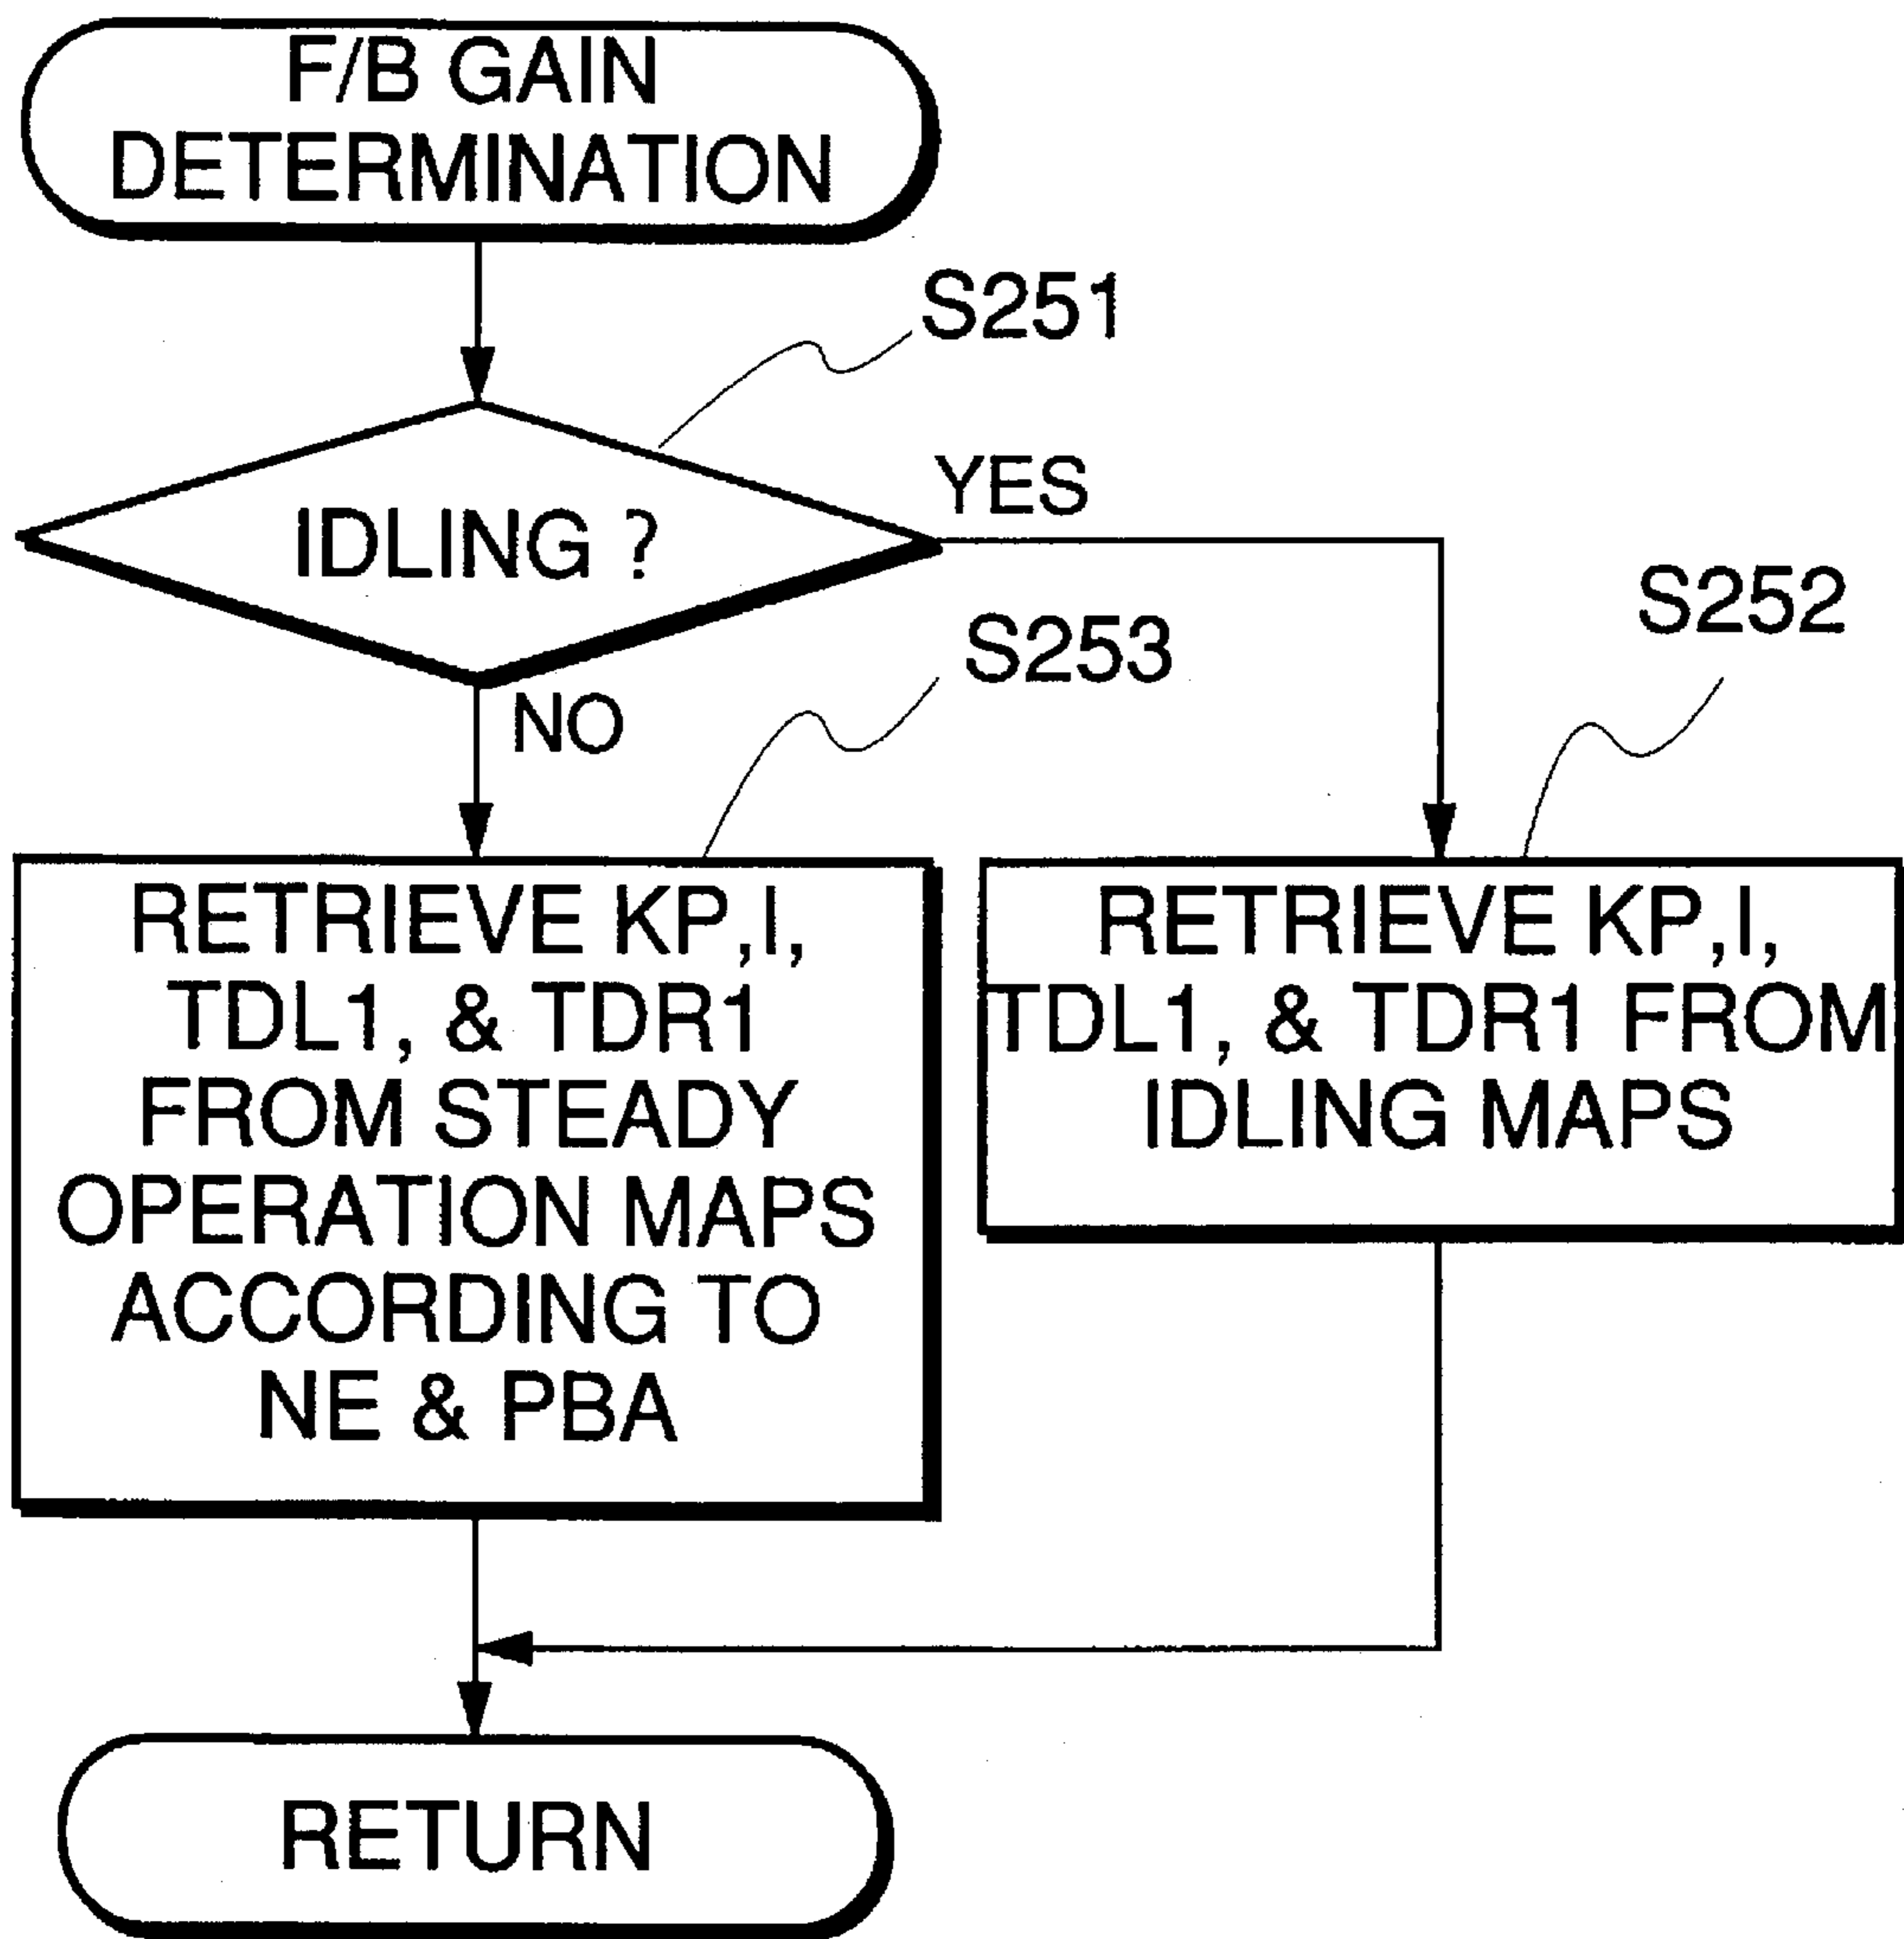 F/B GAIN
DETERMINATION
S251
IDLING ?
YES
S252
S253
NO
RETRIEVE KP,I,
TDL1, & TDR1
FROM STEADY
OPERATION MAPS
ACCORDING TO
NE & PBA
RETRIEVE KP,I,
TDL1, & TDR1 FROM
IDLING MAPS
RETURN